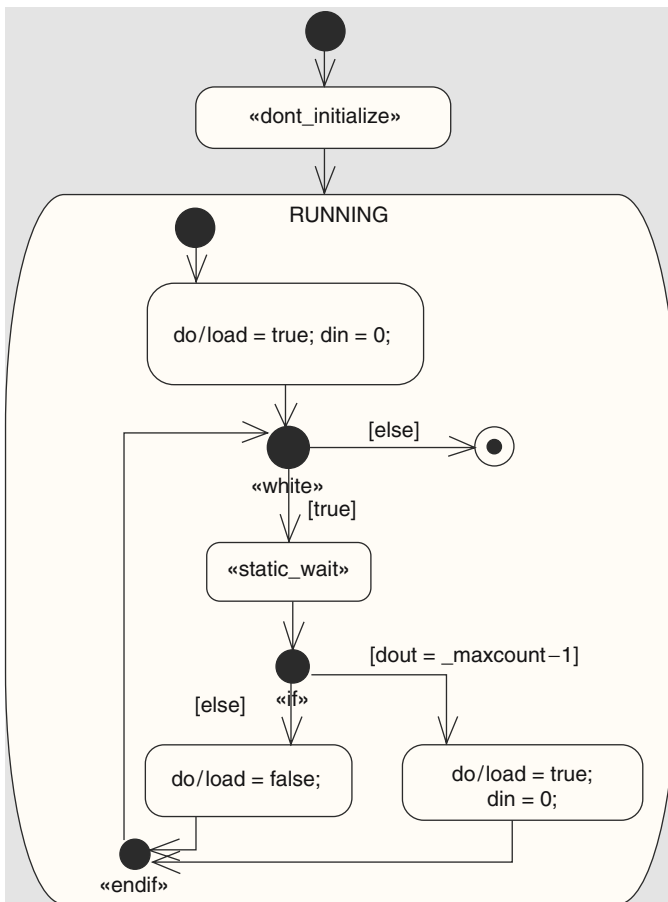 «dont_initialize»
RUNNING
do/load = true; din = 0;
[else]
«white»
[true]
«static_wait»
[dout = _maxcount−1]
[else]
«if»
do/load = false;
do/load = true;
din = 0;
«endif»